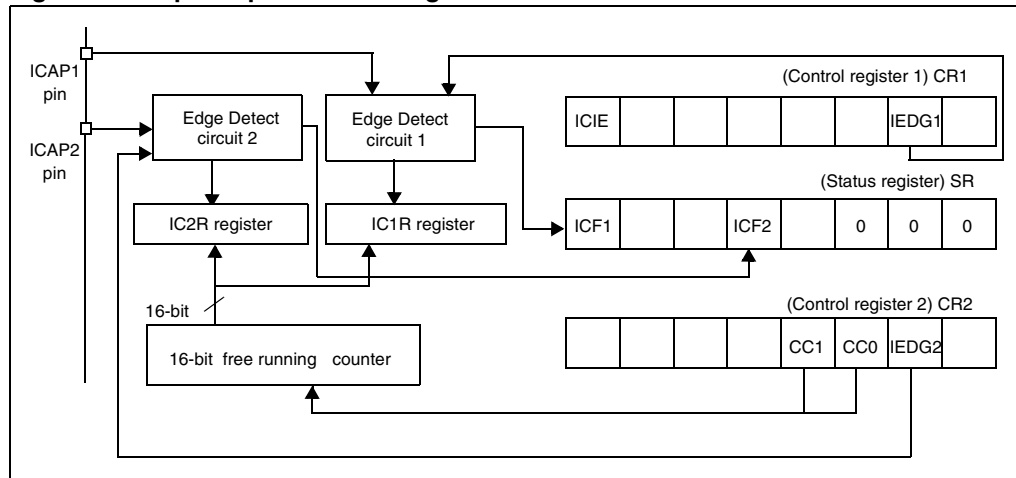 ICAP1
pin
ICAP2
pin
Edge Detect
circuit 2
Edge Detect
circuit 1
IC2R register
IC1R register
16-bit
16-bit free running counter
(Control register 1) CR1
ICIE
IEDG1
(Status register) SR
ICF1
ICF2
0
0
0
(Control register 2) CR2
CC1
CC0
IEDG2